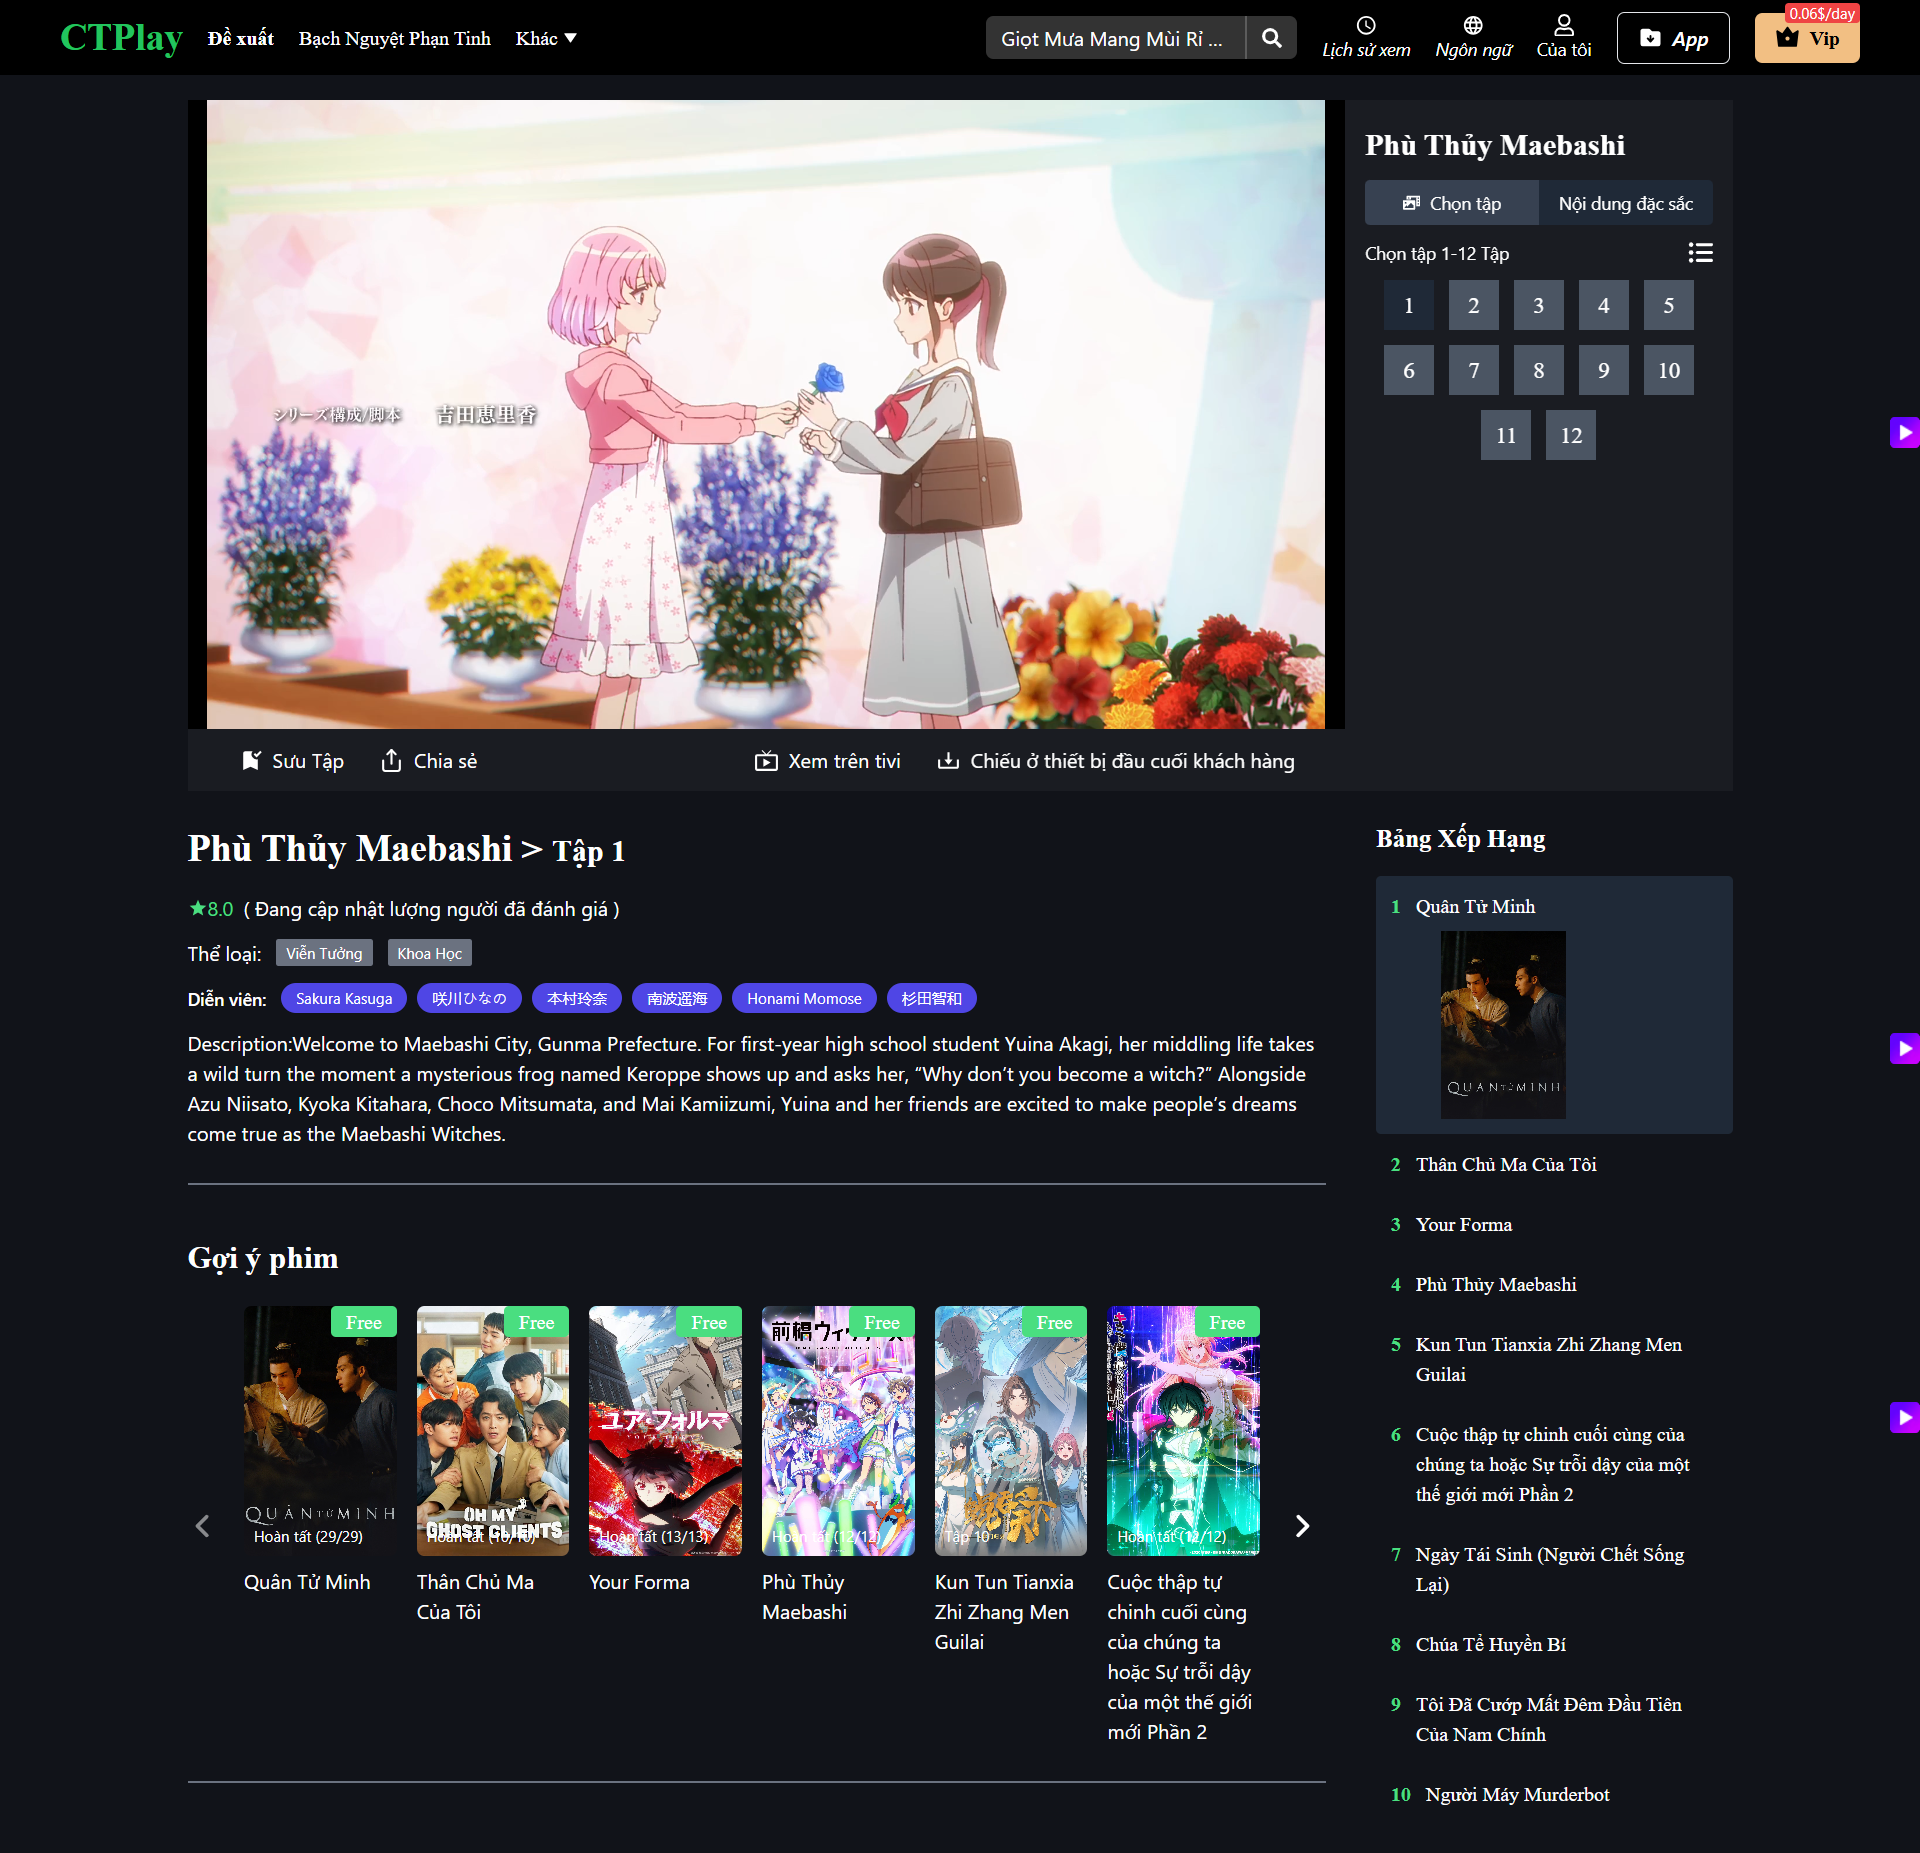 CTPlay
Đề xuất
Bạch Nguyệt Phạn Tinh
Khác
Giọt Mưa Mang Mùi Rỉ ...
Lịch sử xem
Ngôn ngữ
Của tôi
App
0.06$/day
Vip
シリーズ構成/脚本 吉田恵里香
Phù Thủy Maebashi
Chọn tập
Nội dung đặc sắc
Chọn tập 1-12 Tập
1 2 3 4 5
6 7 8 9 10
11 12
Sưu Tập
Chia sẻ
Xem trên tivi
Chiếu ở thiết bị đầu cuối khách hàng
Phù Thủy Maebashi > Tập 1
8.0 ( Đang cập nhật lượng người đã đánh giá )
Thể loại: Viễn Tưởng Khoa Học
Diễn viên: Sakura Kasuga 咲川ひなの 本村玲奈 南波遥海 Honami Momose 杉田智和
Description:Welcome to Maebashi City, Gunma Prefecture. For first-year high school student Yuina Akagi, her middling life takes
a wild turn the moment a mysterious frog named Keroppe shows up and asks her, “Why don’t you become a witch?” Alongside
Azu Niisato, Kyoka Kitahara, Choco Mitsumata, and Mai Kamiizumi, Yuina and her friends are excited to make people’s dreams
come true as the Maebashi Witches.
Gợi ý phim
Free
QUÂN TỬ MINH
Hoàn tất (29/29)
Quân Tử Minh
Free
OH MY
GHOST CLIENTS
Hoàn tất (10/10)
Thân Chủ Ma
Của Tôi
Free
ユア・フォルマ
Hoàn tất (13/13)
Your Forma
Free
Hoàn tất (12/12)
Phù Thủy
Maebashi
Free
Tập 10
Kun Tun Tianxia
Zhi Zhang Men
Guilai
Free
Hoàn tất (12/12)
Cuộc thập tự
chinh cuối cùng
của chúng ta
hoặc Sự trỗi dậy
của một thế giới
mới Phần 2
Bảng Xếp Hạng
1 Quân Tử Minh
QUÂN TỬ MINH
2 Thân Chủ Ma Của Tôi
3 Your Forma
4 Phù Thủy Maebashi
5 Kun Tun Tianxia Zhi Zhang Men
Guilai
6 Cuộc thập tự chinh cuối cùng của
chúng ta hoặc Sự trỗi dậy của một
thế giới mới Phần 2
7 Ngày Tái Sinh (Người Chết Sống
Lại)
8 Chúa Tể Huyền Bí
9 Tôi Đã Cướp Mất Đêm Đầu Tiên
Của Nam Chính
10 Người Máy Murderbot